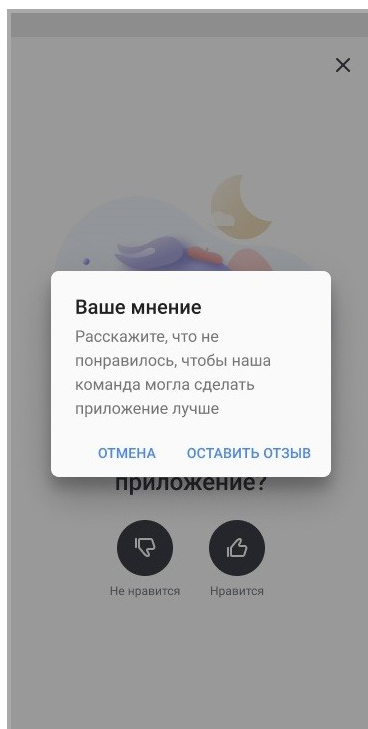 Ваше мнение
Расскажите, что не
понравилось, чтобы наша
команда могла сделать
приложение лучше
ОТМЕНА ОСТАВИТЬ ОТЗЫВ
приложение?
Не нравится Нравится